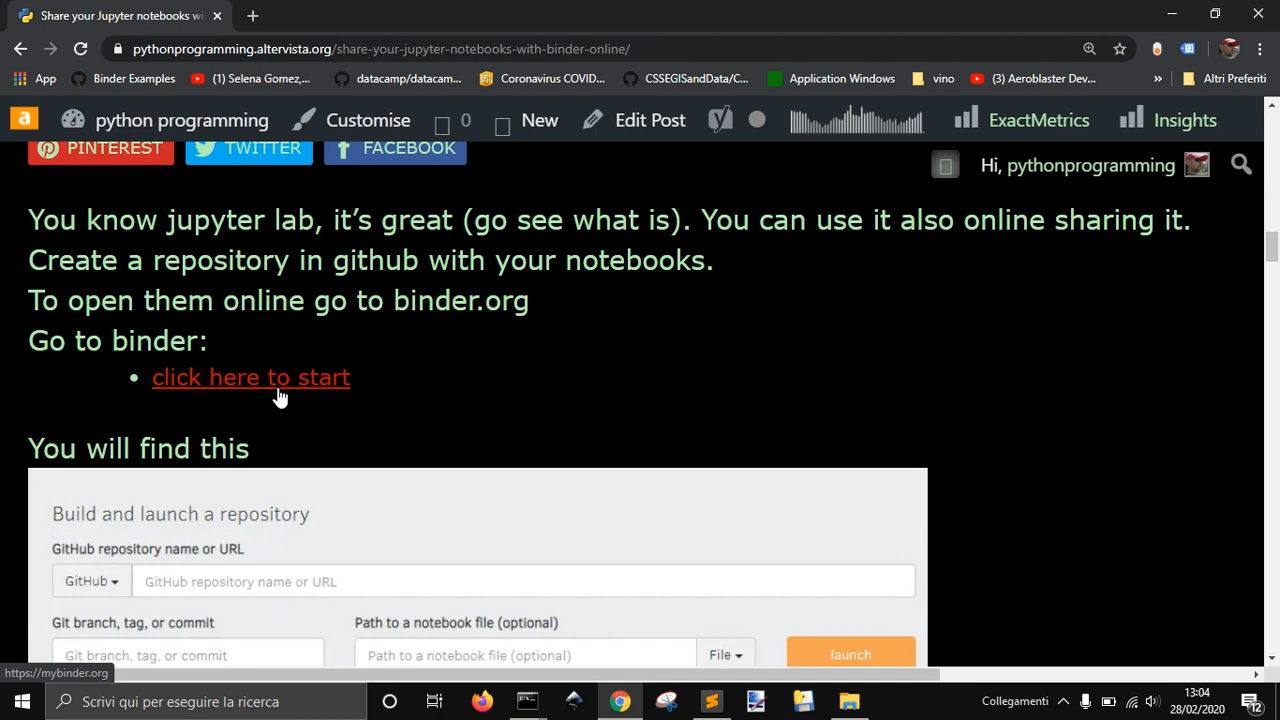 Share your Jupyter notebooks wi
pythonprogramming.altervista.org/share-your-jupyter-notebooks-with-binder-online/
App
Binder Examples
(1) Selena Gomez,...
datacamp/datacam...
Coronavirus COVID...
CSSEGISandData/C...
Application Windows
vino
(3) Aeroblaster Dev...
»
Altri Preferiti
a
python programming
Customise
0
New
Edit Post
ExactMetrics
Insights
PINTEREST
TWITTER
FACEBOOK
Hi, pythonprogramming
You know jupyter lab, it’s great (go see what is). You can use it also online sharing it.
Create a repository in github with your notebooks.
To open them online go to binder.org
Go to binder:
• click here to start
You will find this
Build and launch a repository
GitHub repository name or URL
GitHub
GitHub repository name or URL
Git branch, tag, or commit
Path to a notebook file (optional)
Git branch, tag, or commit
Path to a notebook file (optional)
File
launch
https://mybinder.org
Scrivi qui per eseguire la ricerca
Collegamenti
13:04
28/02/2020
12